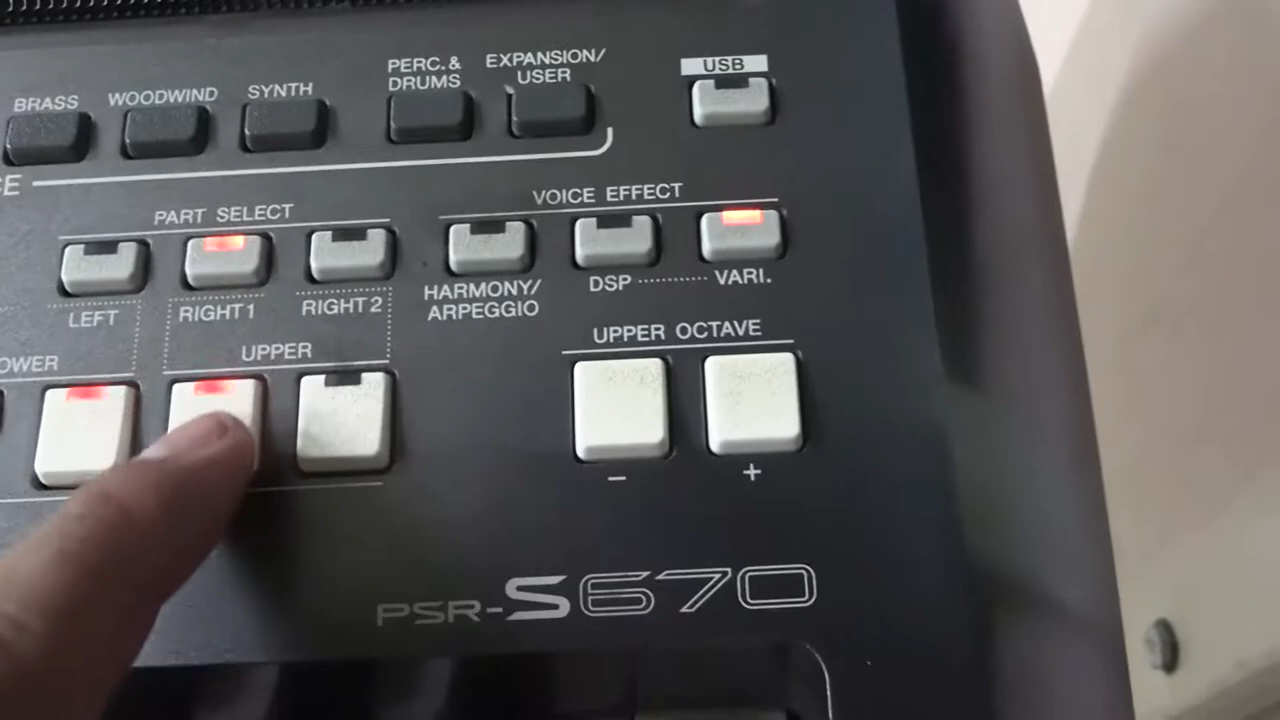 BRASS WOODWIND SYNTH PERC. & DRUMS EXPANSION/ USER USB
VOICE EFFECT
PART SELECT
HARMONY/ ARPEGGIO DSP VARI.
LEFT RIGHT1 RIGHT2
UPPER OCTAVE
UPPER
- +
PSR-S670